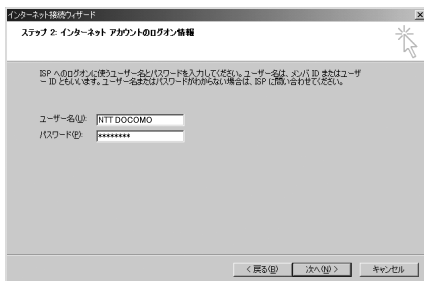 インターネット接続ウィザード
ステップ 2: インターネット アカウントのログオン情報
ISP へのログオンに使うユーザー名とパスワードを入力してください。ユーザー名は、メンバ ID またはユーザ
ー ID ともいいます。ユーザー名またはパスワードがわからない場合は、ISP に問い合わせてください。
ユーザー名(U): NTT DOCOMO
パスワード(P): ********
< 戻る(B) 次へ(N) > キャンセル